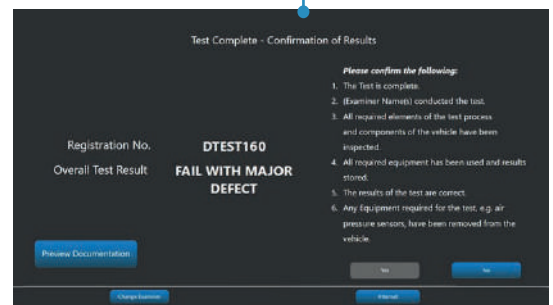 Test Complete - Confirmation of Results
Please confirm the following:
1. The Test is complete.
2. (Examiner Name(s) conducted the test.
3. All required elements of the test process
and components of the vehicle have been
inspected.
4. All required equipment has been used and results
stored.
5. The results of the test are correct.
6. Any Equipment required for the test, e.g. air
pressure sensors, have been removed from the
vehicle.
Registration No. DTEST160
Overall Test Result FAIL WITH MAJOR
DEFECT
Preview Documentation
Yes
No
Change Examiner
Internal